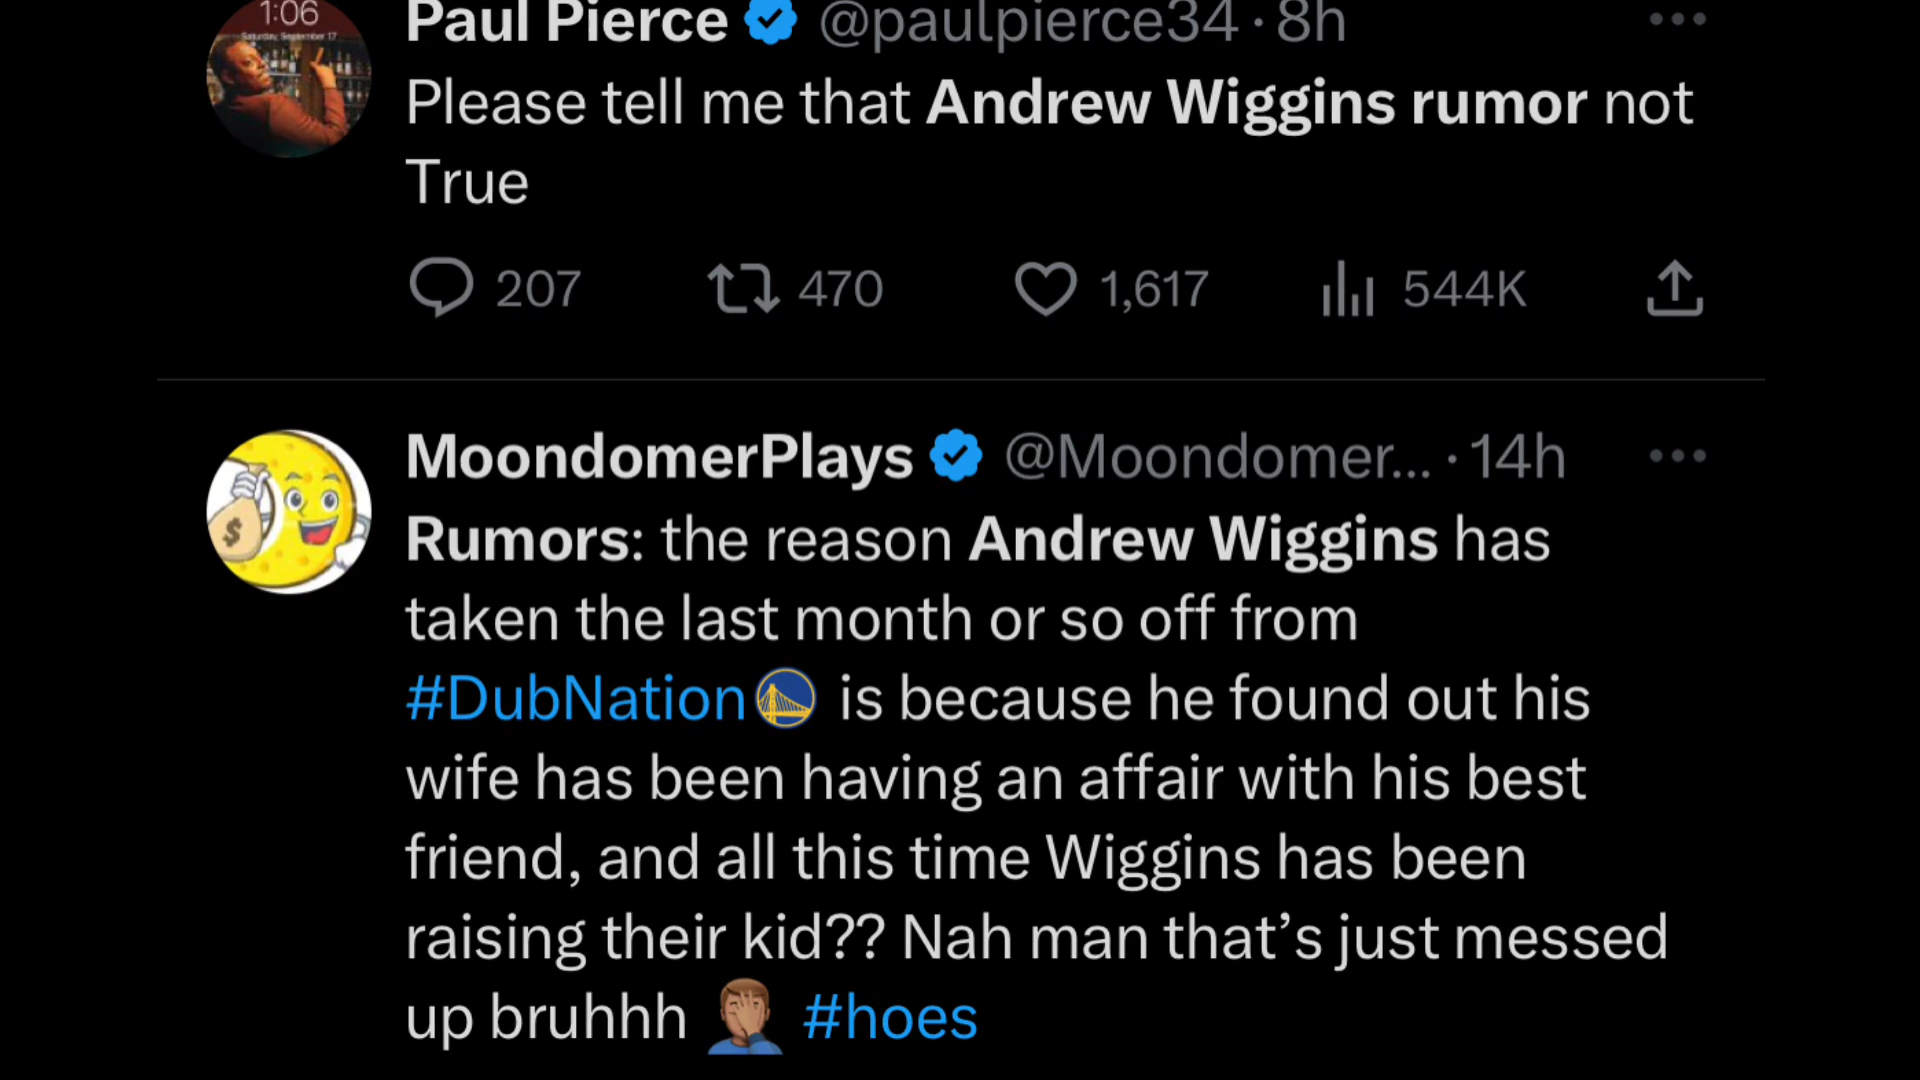 1:06
Saturday, September 17
Paul Pierce @paulpierce34 · 8h
Please tell me that Andrew Wiggins rumor not
True
207 470 1,617 544K
MoondomerPlays @Moondomer... · 14h
Rumors: the reason Andrew Wiggins has
taken the last month or so off from
#DubNation is because he found out his
wife has been having an affair with his best
friend, and all this time Wiggins has been
raising their kid?? Nah man that’s just messed
up bruhhh 🤦🏽‍♂️ #hoes
$